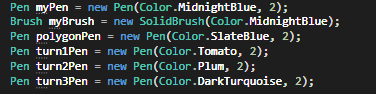 Pen myPen = new Pen(Color.MidnightBlue, 2);
Brush myBrush = new SolidBrush(Color.MidnightBlue);
Pen polygonPen = new Pen(Color.SlateBlue, 2);
Pen turn1Pen = new Pen(Color.Tomato, 2);
Pen turn2Pen = new Pen(Color.Plum, 2);
Pen turn3Pen = new Pen(Color.DarkTurquoise, 2);